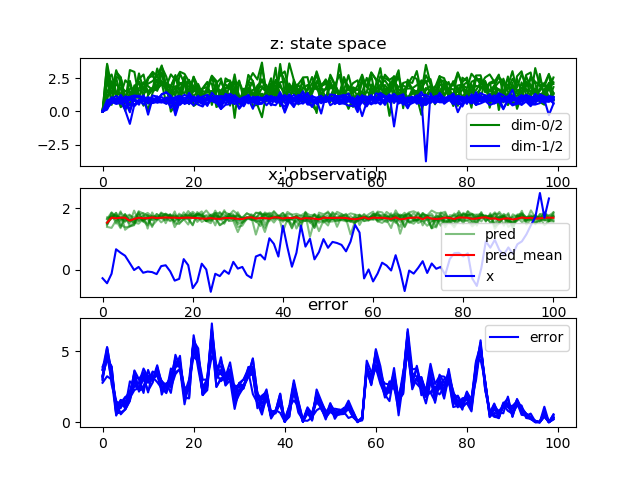 z: state space
2.5
0.0
−2.5
dim-0/2
dim-1/2
0 20 40 60 80 100
x: observation
2
0
pred
pred_mean
x
0 20 40 60 80 100
error
5
0
error
0 20 40 60 80 100